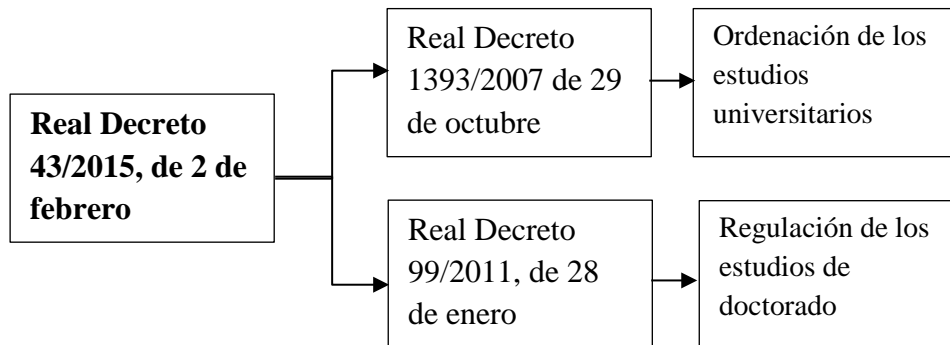 Real Decreto
43/2015, de 2 de
febrero
Real Decreto
1393/2007 de 29
de octubre
Ordenación de los
estudios
universitarios
Real Decreto
99/2011, de 28
de enero
Regulación de los
estudios de
doctorado